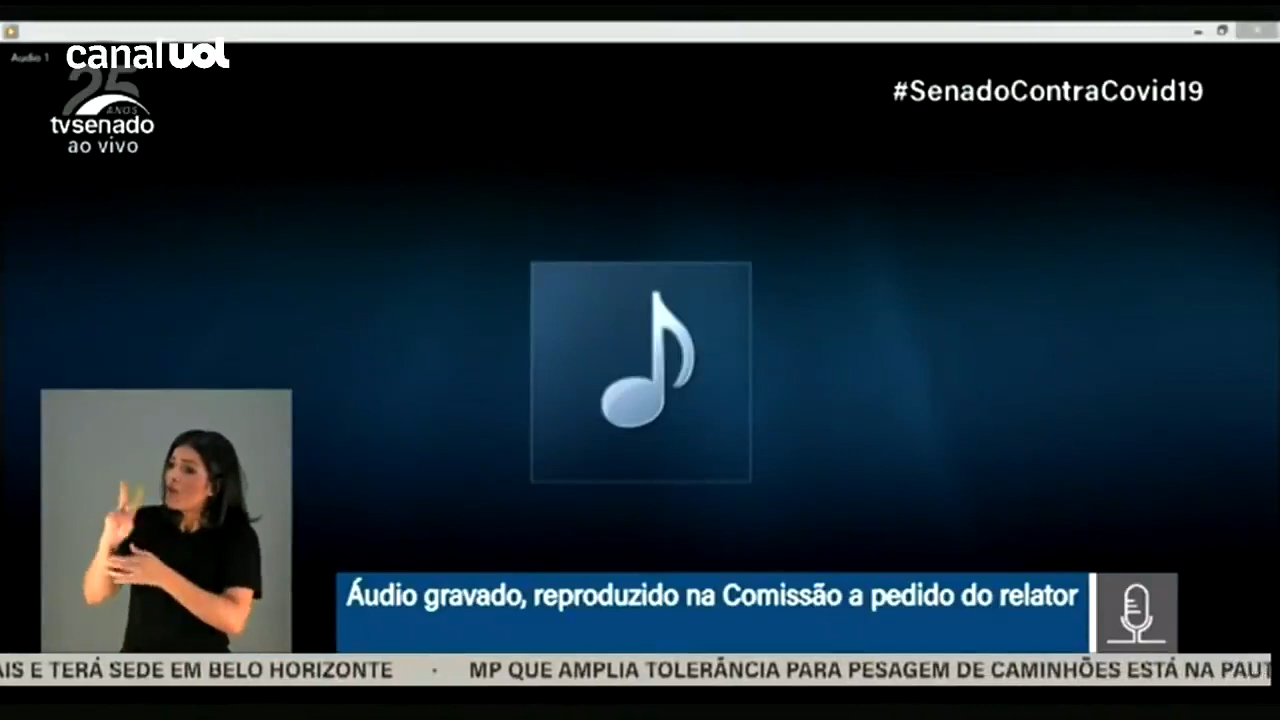 Audio 1
canal uol
25
ANOS
tvsenado
ao vivo
#SenadoContraCovid19
Áudio gravado, reproduzido na Comissão a pedido do relator
AIS E TERÁ SEDE EM BELO HORIZONTE · MP QUE AMPLIA TOLERÂNCIA PARA PESAGEM DE CAMINHÕES ESTÁ NA PAUT